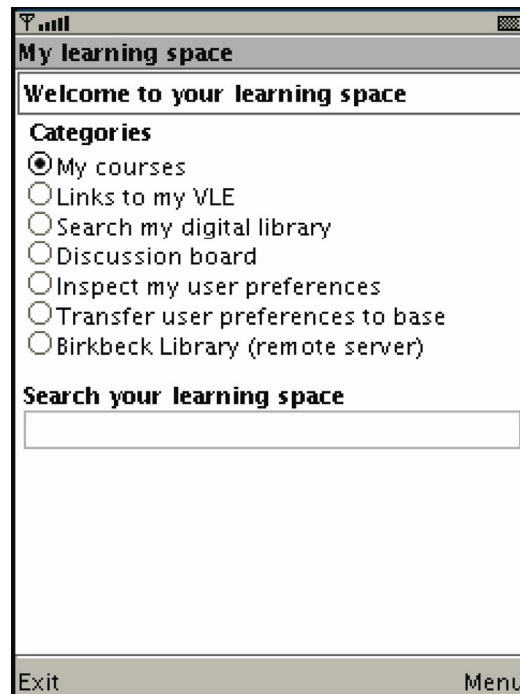 My learning space
Welcome to your learning space
Categories
My courses
Links to my VLE
Search my digital library
Discussion board
Inspect my user preferences
Transfer user preferences to base
Birkbeck Library (remote server)
Search your learning space
Exit Menu